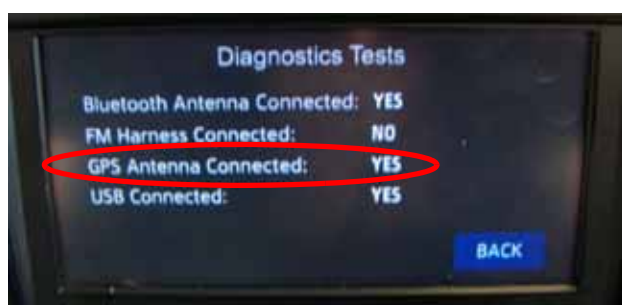 Diagnostics Tests
Bluetooth Antenna Connected: YES
FM Harness Connected: NO
GPS Antenna Connected: YES
USB Connected: YES
BACK